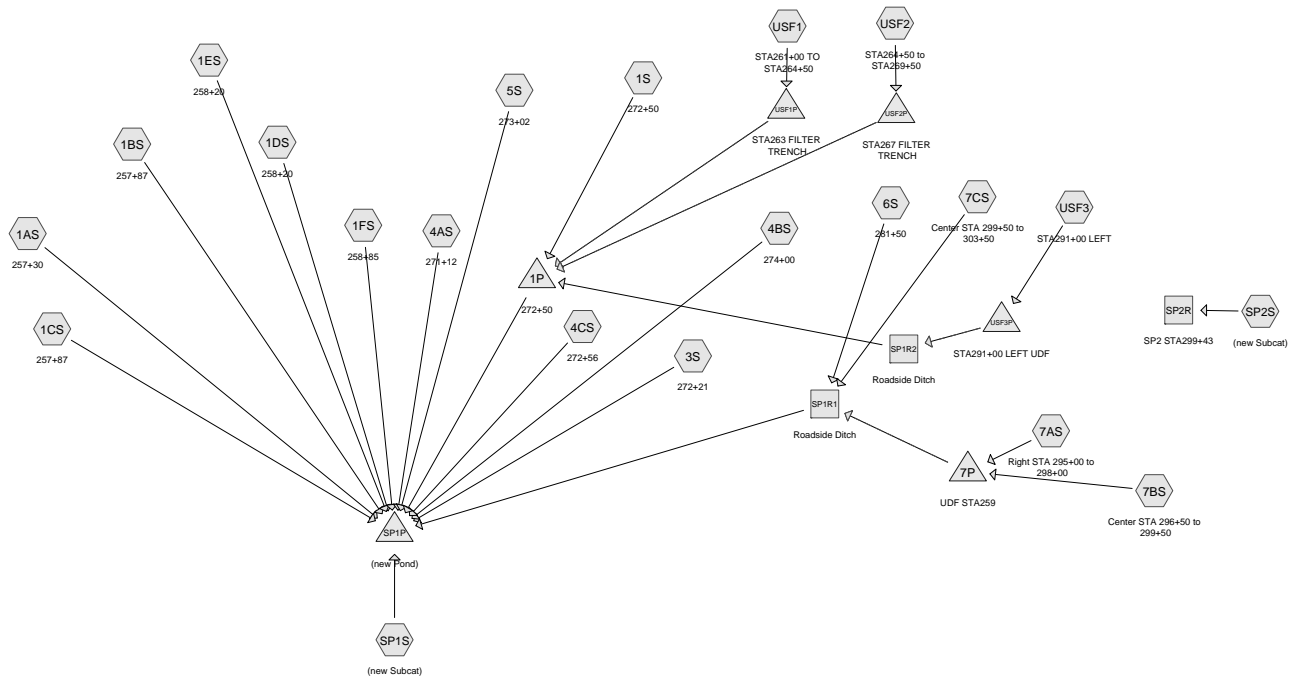 USF1
STA261+00 TO
STA264+50
USF2
STA264+50 to
STA269+50
1ES
258+20
5S
273+02
1S
272+50
USF1P
STA263 FILTER
TRENCH
USF2P
STA267 FILTER
TRENCH
1BS
257+87
1DS
258+20
1AS
257+30
1FS
258+85
4AS
271+12
4BS
274+00
6S
281+50
7CS
Center STA 299+50 to
303+50
USF3
STA291+00 LEFT
1P
272+50
1CS
257+87
4CS
272+56
3S
272+21
SP1R2
Roadside Ditch
USF3P
STA291+00 LEFT UDF
SP2R
SP2 STA299+43
SP2S
(new Subcat)
SP1R1
Roadside Ditch
7AS
Right STA 295+00 to
298+00
7P
UDF STA259
7BS
Center STA 296+50 to
299+50
SP1P
(new Pond)
SP1S
(new Subcat)